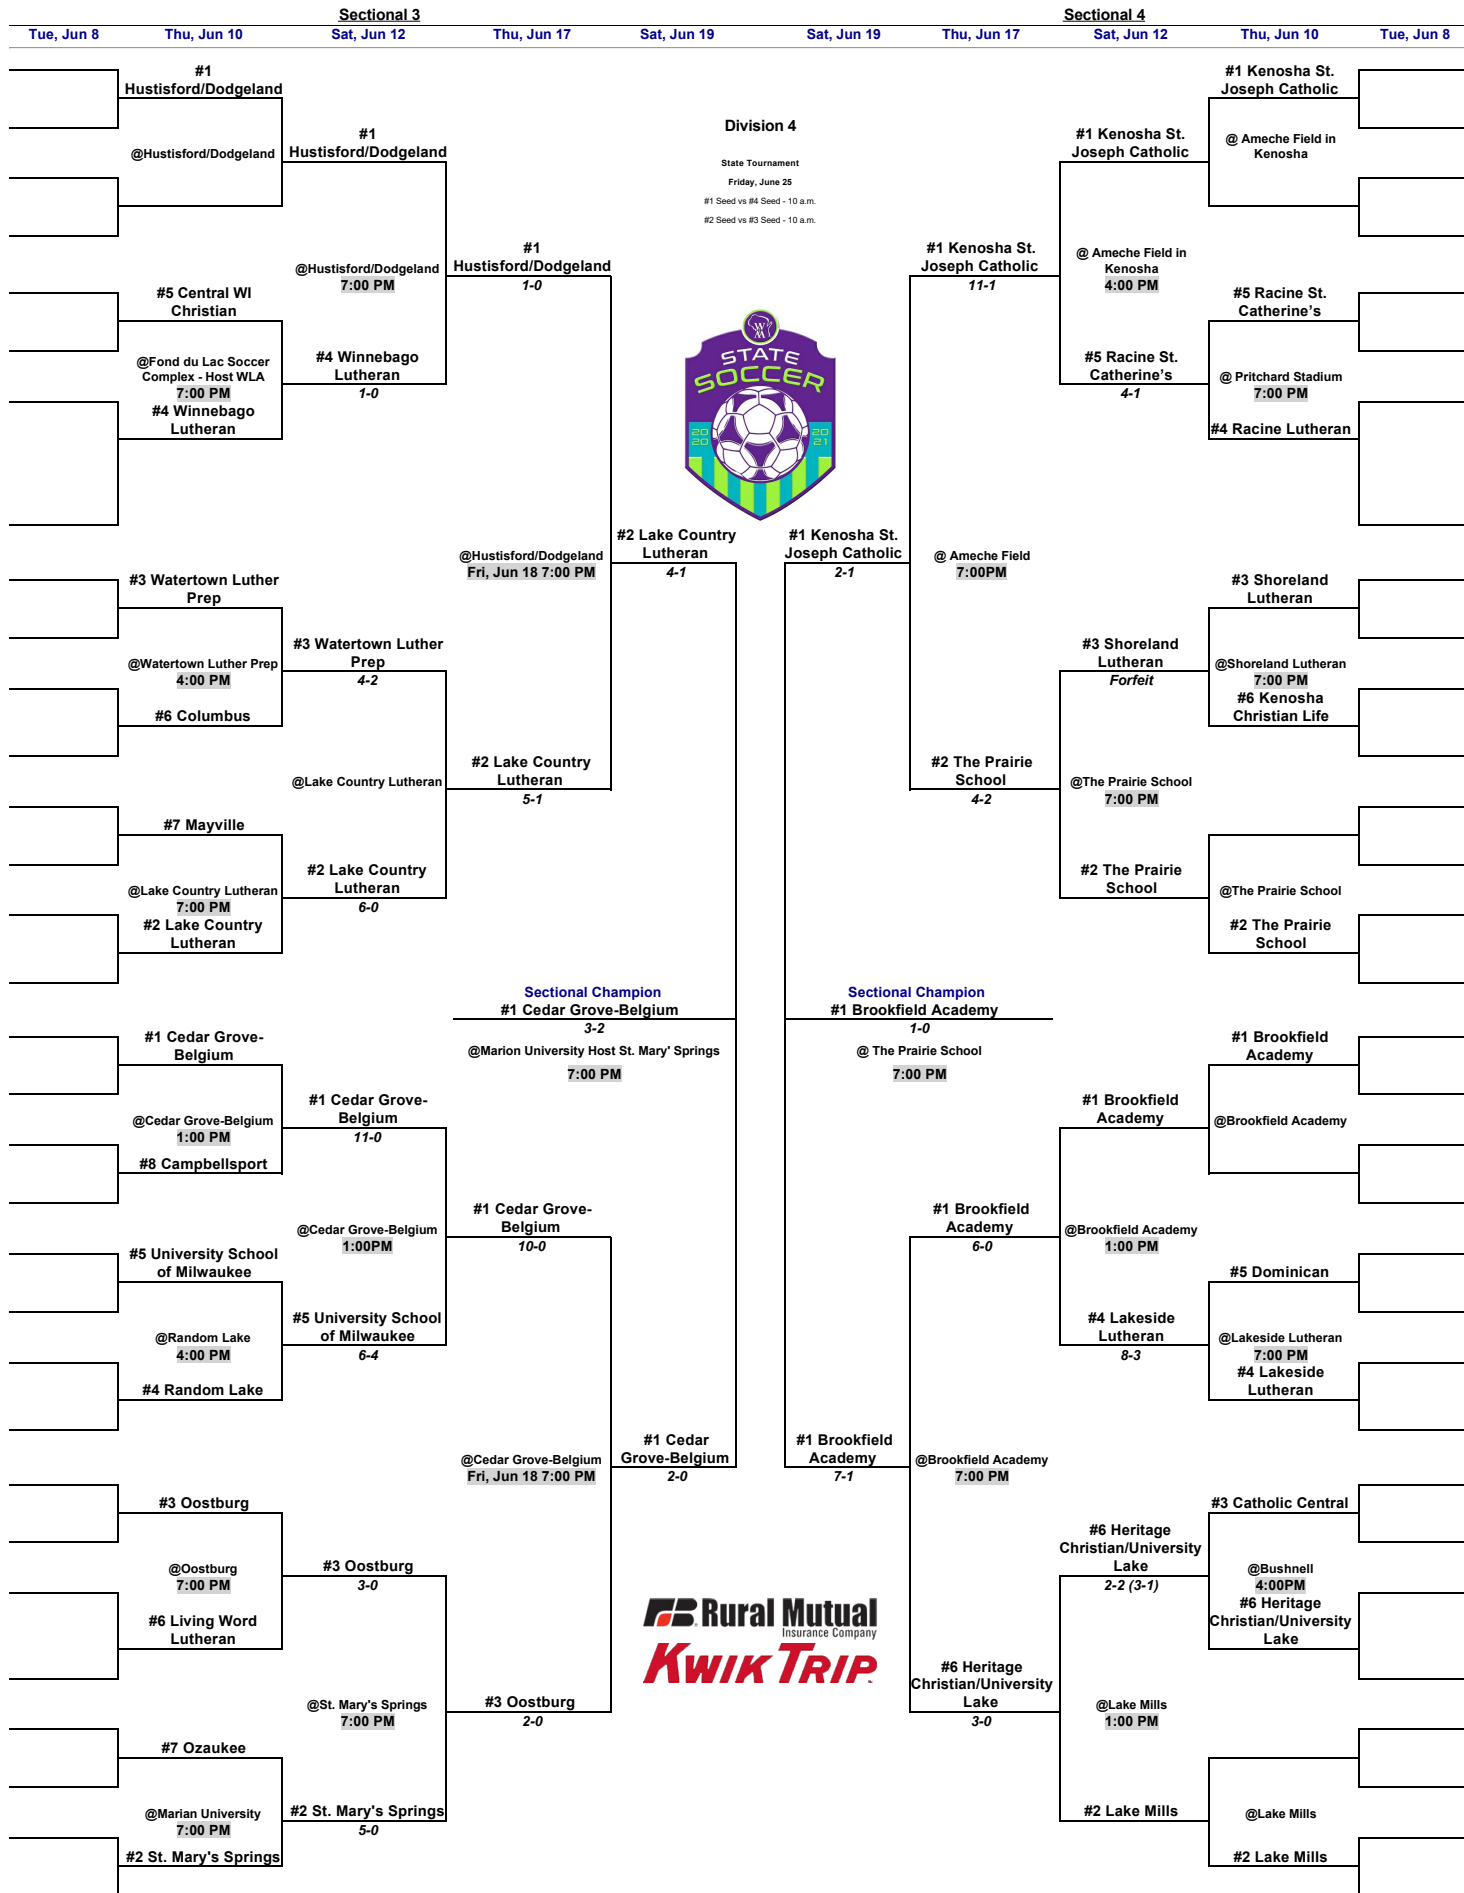 Sectional 3
Sectional 4
Tue, Jun 8
Thu, Jun 10
Sat, Jun 12
Thu, Jun 17
Sat, Jun 19
Sat, Jun 19
Thu, Jun 17
Sat, Jun 12
Thu, Jun 10
Tue, Jun 8
#1
Hustisford/Dodgeland
@Hustisford/Dodgeland
#5 Central WI
Christian
@Fond du Lac Soccer
Complex - Host WLA
7:00 PM
#4 Winnebago
Lutheran
#3 Watertown Luther
Prep
@Watertown Luther Prep
4:00 PM
#6 Columbus
#7 Mayville
@Lake Country Lutheran
7:00 PM
#2 Lake Country
Lutheran
#1 Cedar Grove-
Belgium
@Cedar Grove-Belgium
1:00 PM
#8 Campbellsport
#5 University School
of Milwaukee
@Random Lake
4:00 PM
#4 Random Lake
#3 Oostburg
@Oostburg
7:00 PM
#6 Living Word
Lutheran
#7 Ozaukee
@Marian University
7:00 PM
#2 St. Mary's Springs
#1
Hustisford/Dodgeland
@Hustisford/Dodgeland
7:00 PM
#4 Winnebago
Lutheran
1-0
#3 Watertown Luther
Prep
4-2
@Lake Country Lutheran
#2 Lake Country
Lutheran
6-0
#1 Cedar Grove-
Belgium
11-0
@Cedar Grove-Belgium
1:00PM
#5 University School
of Milwaukee
6-4
#3 Oostburg
3-0
@St. Mary's Springs
7:00 PM
#2 St. Mary's Springs
5-0
#1
Hustisford/Dodgeland
1-0
@Hustisford/Dodgeland
Fri, Jun 18 7:00 PM
#2 Lake Country
Lutheran
5-1
#1 Cedar Grove-
Belgium
10-0
@Cedar Grove-Belgium
Fri, Jun 18 7:00 PM
#3 Oostburg
2-0
#2 Lake Country
Lutheran
4-1
Sectional Champion
#1 Cedar Grove-Belgium
3-2
@Marion University Host St. Mary' Springs
7:00 PM
#1 Cedar
Grove-Belgium
2-0
Division 4
State Tournament
Friday, June 25
#1 Seed vs #4 Seed - 10 a.m.
#2 Seed vs #3 Seed - 10 a.m.
STATE
SOCCER
20 20
20 21
Rural Mutual
Insurance Company
KWIK TRIP
#1 Kenosha St.
Joseph Catholic
2-1
Sectional Champion
#1 Brookfield Academy
1-0
@ The Prairie School
7:00 PM
#1 Brookfield
Academy
7-1
#1 Kenosha St.
Joseph Catholic
11-1
@ Ameche Field
7:00PM
#2 The Prairie
School
4-2
#1 Brookfield
Academy
6-0
@Brookfield Academy
7:00 PM
#6 Heritage
Christian/University
Lake
3-0
#1 Kenosha St.
Joseph Catholic
@ Ameche Field in
Kenosha
4:00 PM
#5 Racine St.
Catherine's
4-1
#3 Shoreland
Lutheran
Forfeit
@The Prairie School
7:00 PM
#2 The Prairie
School
#1 Brookfield
Academy
@Brookfield Academy
1:00 PM
#4 Lakeside
Lutheran
8-3
#6 Heritage
Christian/University
Lake
2-2 (3-1)
@Lake Mills
1:00 PM
#2 Lake Mills
#1 Kenosha St.
Joseph Catholic
@ Ameche Field in
Kenosha
#5 Racine St.
Catherine's
@ Pritchard Stadium
7:00 PM
#4 Racine Lutheran
#3 Shoreland
Lutheran
@Shoreland Lutheran
7:00 PM
#6 Kenosha
Christian Life
@The Prairie School
#2 The Prairie
School
#1 Brookfield
Academy
@Brookfield Academy
#5 Dominican
@Lakeside Lutheran
7:00 PM
#4 Lakeside
Lutheran
#3 Catholic Central
@Bushnell
4:00PM
#6 Heritage
Christian/University
Lake
@Lake Mills
#2 Lake Mills